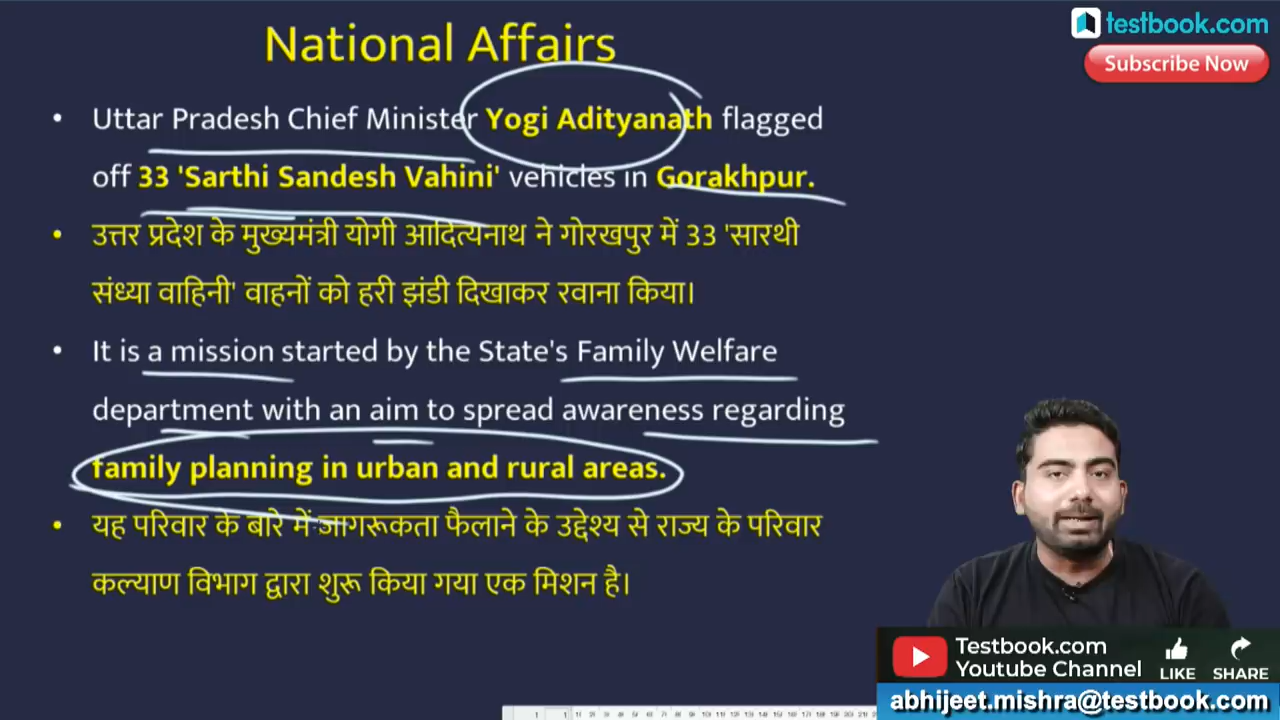 National Affairs
testbook.com
Subscribe Now
• Uttar Pradesh Chief Minister Yogi Adityanath flagged
off 33 'Sarthi Sandesh Vahini' vehicles in Gorakhpur.
• उत्तर प्रदेश के मुख्यमंत्री योगी आदित्यनाथ ने गोरखपुर में 33 'सारथी
संध्या वाहिनी' वाहनों को हरी झंडी दिखाकर रवाना किया।
• It is a mission started by the State's Family Welfare
department with an aim to spread awareness regarding
family planning in urban and rural areas.
• यह परिवार के बारे में जागरूकता फैलाने के उद्देश्य से राज्य के परिवार
कल्याण विभाग द्वारा शुरू किया गया एक मिशन है।
Testbook.com
Youtube Channel
LIKE
SHARE
abhijeet.mishra@testbook.com